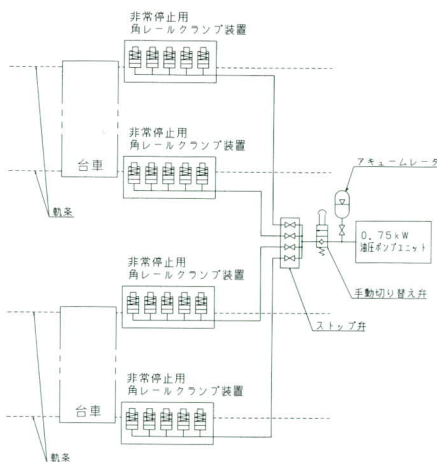 非常停止用
角レールクランプ装置
台車
軌条
非常停止用
角レールクランプ装置
アキュームレータ
0.75kW
油圧ポンプユニット
手動切り替え弁
ストップ弁
非常停止用
角レールクランプ装置
台車
軌条
非常停止用
角レールクランプ装置